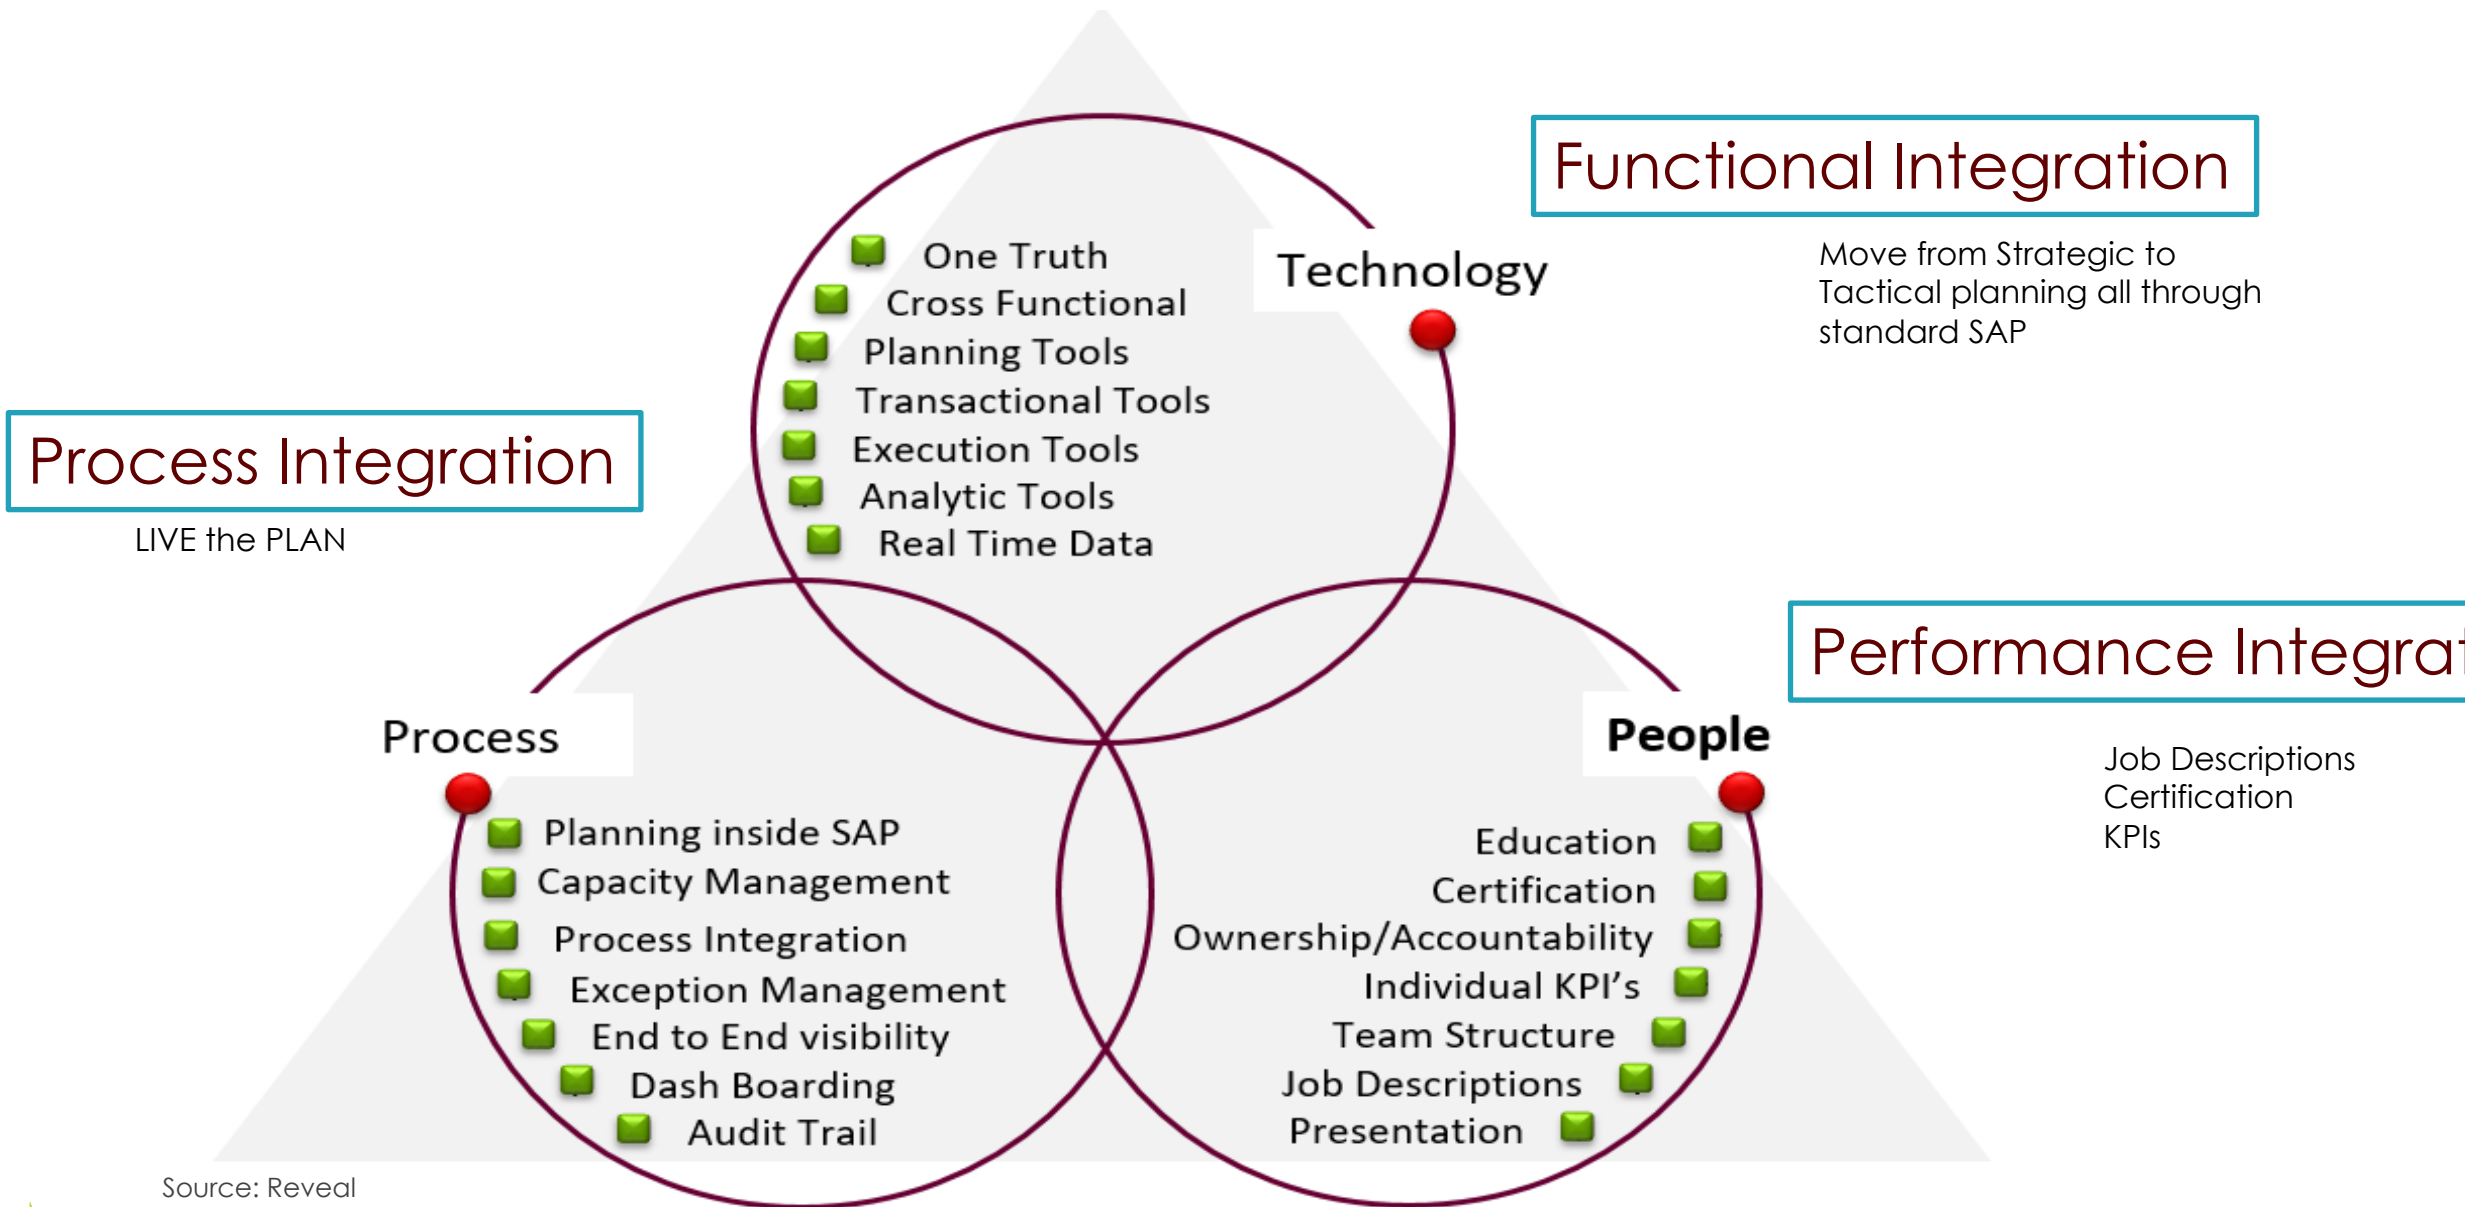 Functional Integration
Move from Strategic to
Tactical planning all through
standard SAP
Technology
One Truth
Cross Functional
Planning Tools
Transactional Tools
Execution Tools
Analytic Tools
Real Time Data
Process Integration
LIVE the PLAN
Performance Integrat
Job Descriptions
Certification
KPIs
Process
Planning inside SAP
Capacity Management
Process Integration
Exception Management
End to End visibility
Dash Boarding
Audit Trail
People
Education
Certification
Ownership/Accountability
Individual KPI's
Team Structure
Job Descriptions
Presentation
Source: Reveal